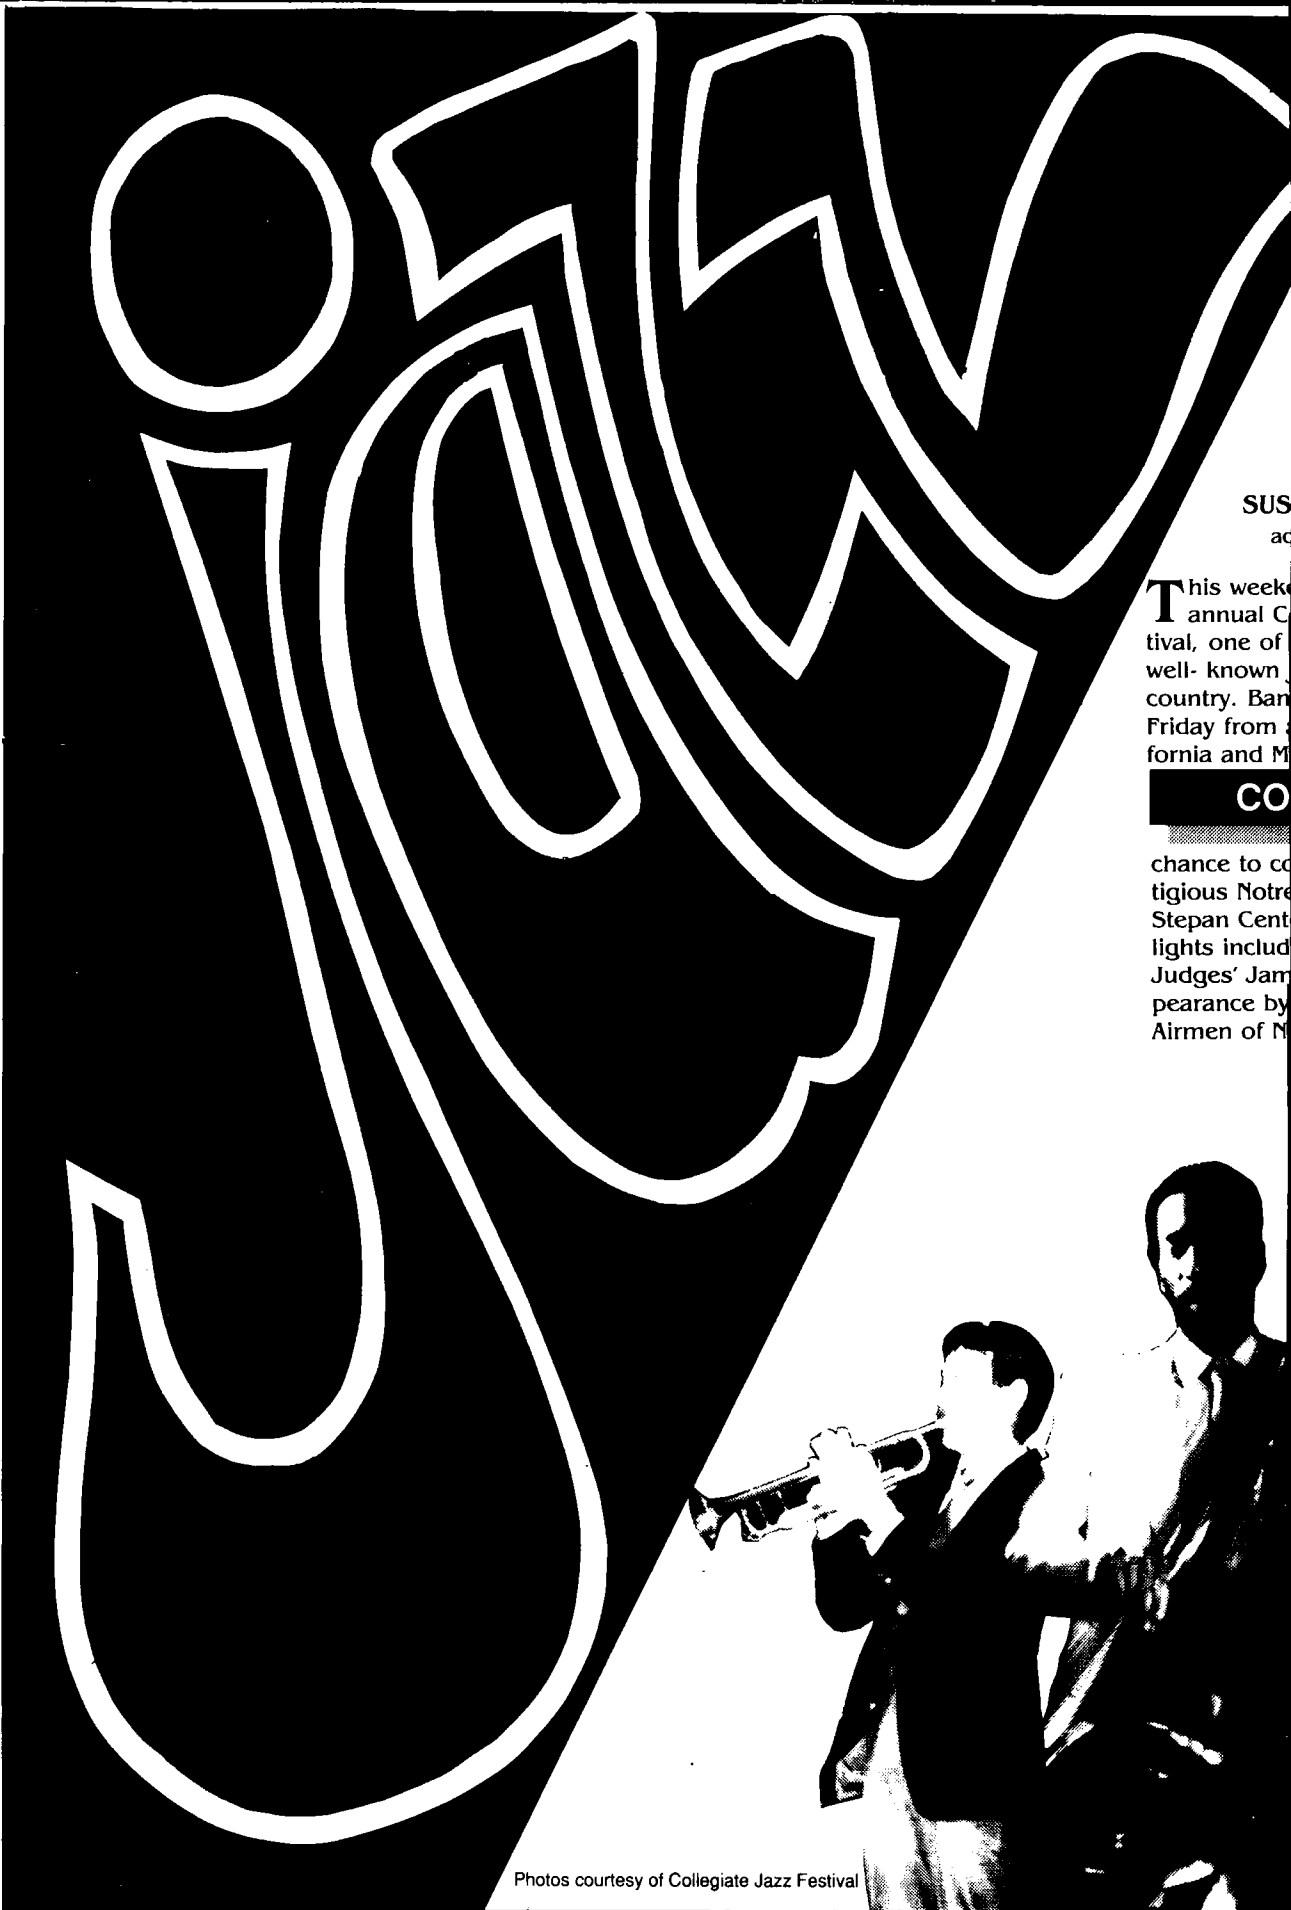 jazz
SUS
ac
This week
annual C
tival, one of
well- known
country. Ban
Friday from
fornia and M
CO
chance to co
tigious Notre
Stepan Cent
lights includ
Judges' Jam
pearance by
Airmen of N
Photos courtesy of Collegiate Jazz Festival